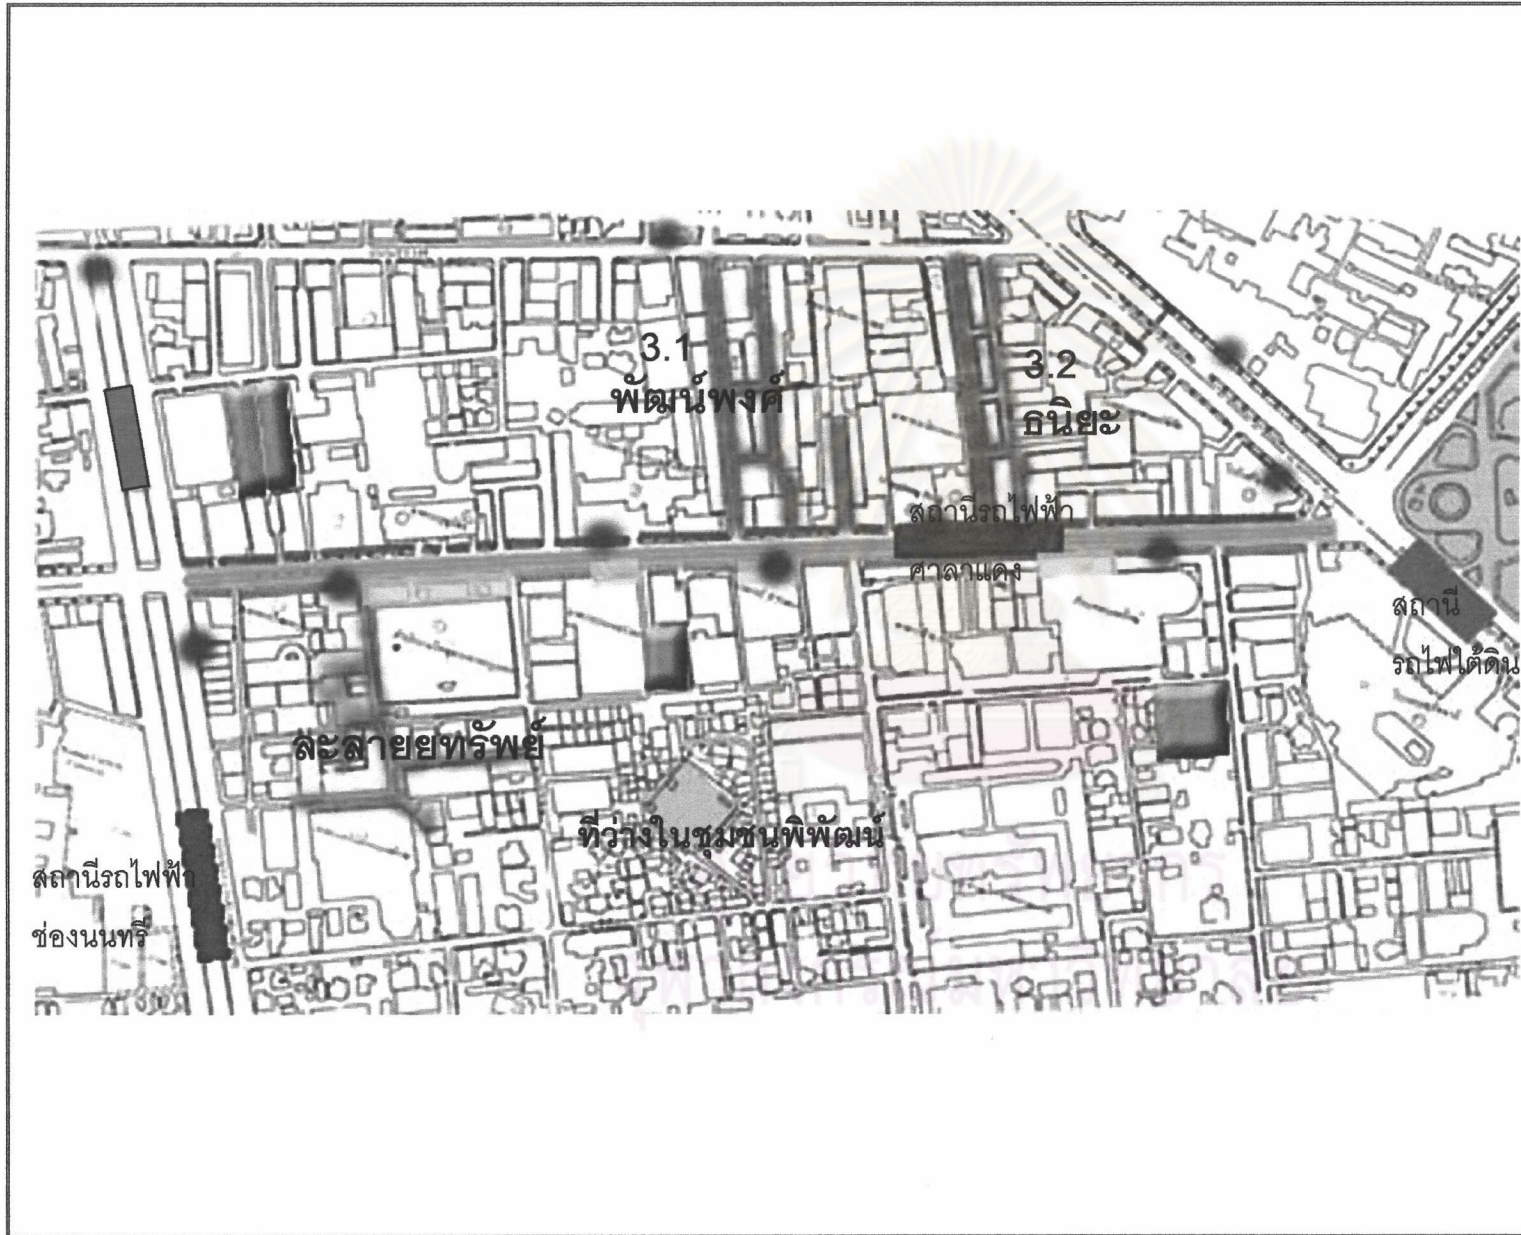 3.1
พัฒน์พงศ์
3.2
ธนิยะ
สถานีรถไฟฟ้า
ศาลาแดง
สถานี
รถไฟใต้ดิน
ละลายยทรัพย์
ที่ว่างในชุมชนพิพัฒน์
สถานีรถไฟฟ้า
ช่องนนทรี